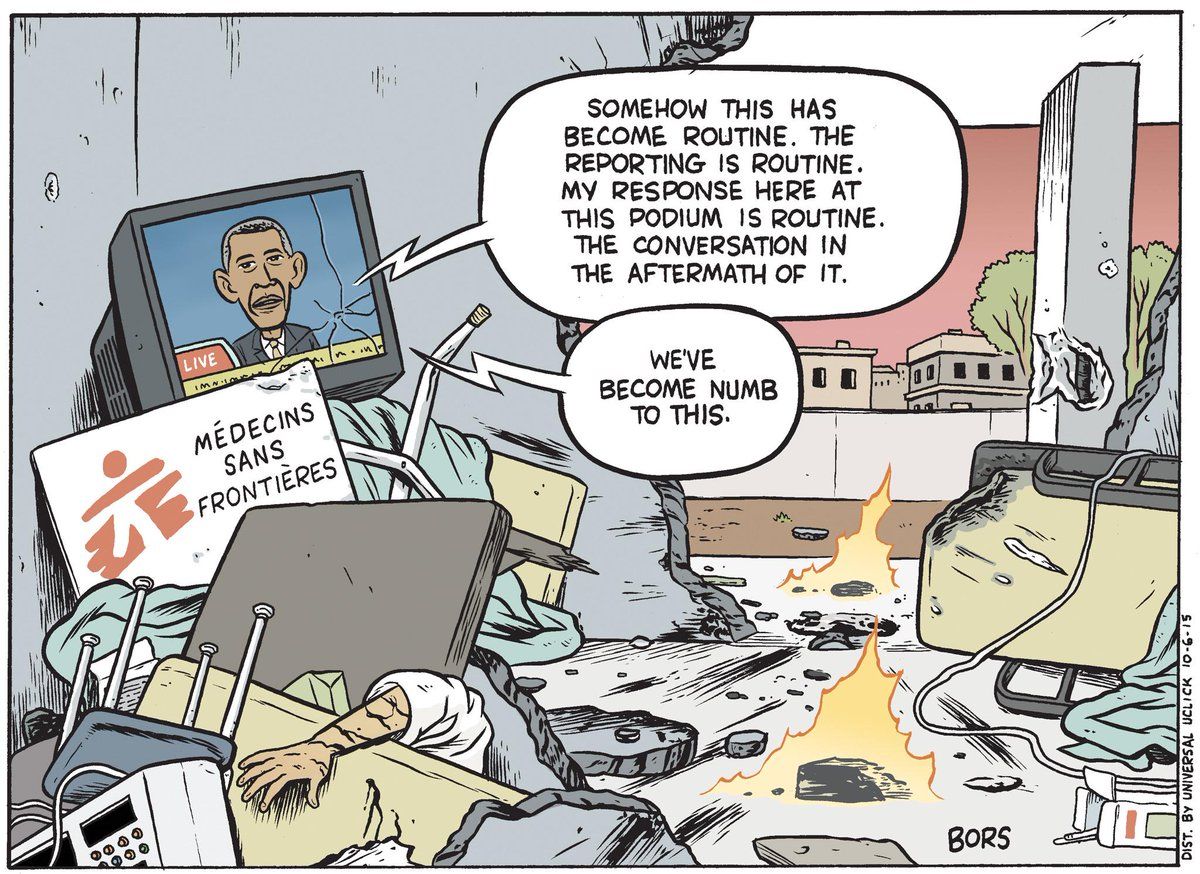 SOMEHOW THIS HAS
BECOME ROUTINE. THE
REPORTING IS ROUTINE.
MY RESPONSE HERE AT
THIS PODIUM IS ROUTINE.
THE CONVERSATION IN
THE AFTERMATH OF IT.
WE'VE
BECOME NUMB
TO THIS.
LIVE
MÉDECINS
SANS
FRONTIÈRES
BORS
DIST. BY UNIVERSAL UCLICK 10-6-15